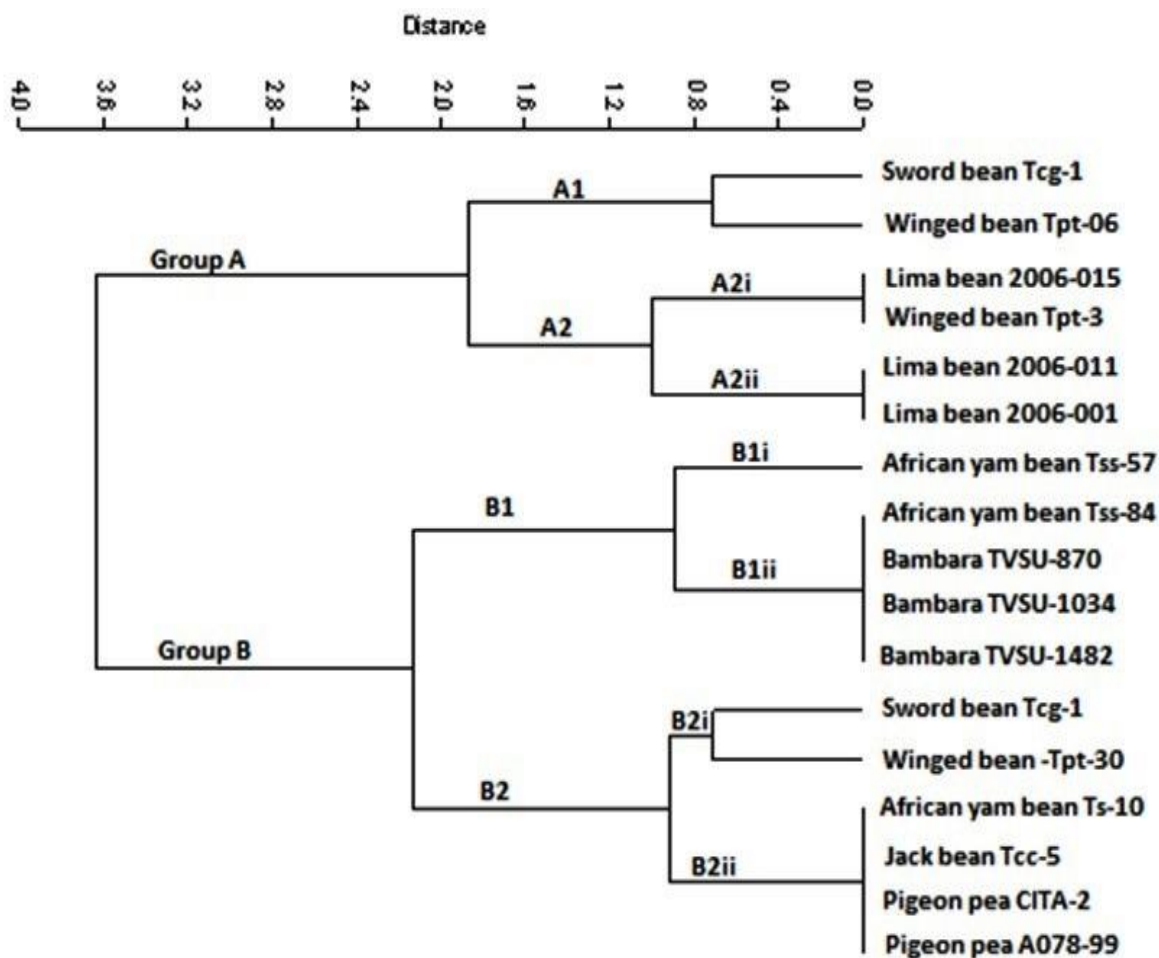 Distance
4.0 3.6 3.2 2.8 2.4 2.0 1.6 1.2 0.8 0.4 0.0
Sword bean Tcg-1
A1
Winged bean Tpt-06
Group A
Lima bean 2006-015
A2i
Winged bean Tpt-3
A2
Lima bean 2006-011
A2ii
Lima bean 2006-001
B1i
African yam bean Tss-57
B1
African yam bean Tss-84
Bambara TVSU-870
B1ii
Bambara TVSU-1034
Group B
Bambara TVSU-1482
Sword bean Tcg-1
B2i
Winged bean -Tpt-30
B2
African yam bean Ts-10
Jack bean Tcc-5
B2ii
Pigeon pea CITA-2
Pigeon pea A078-99